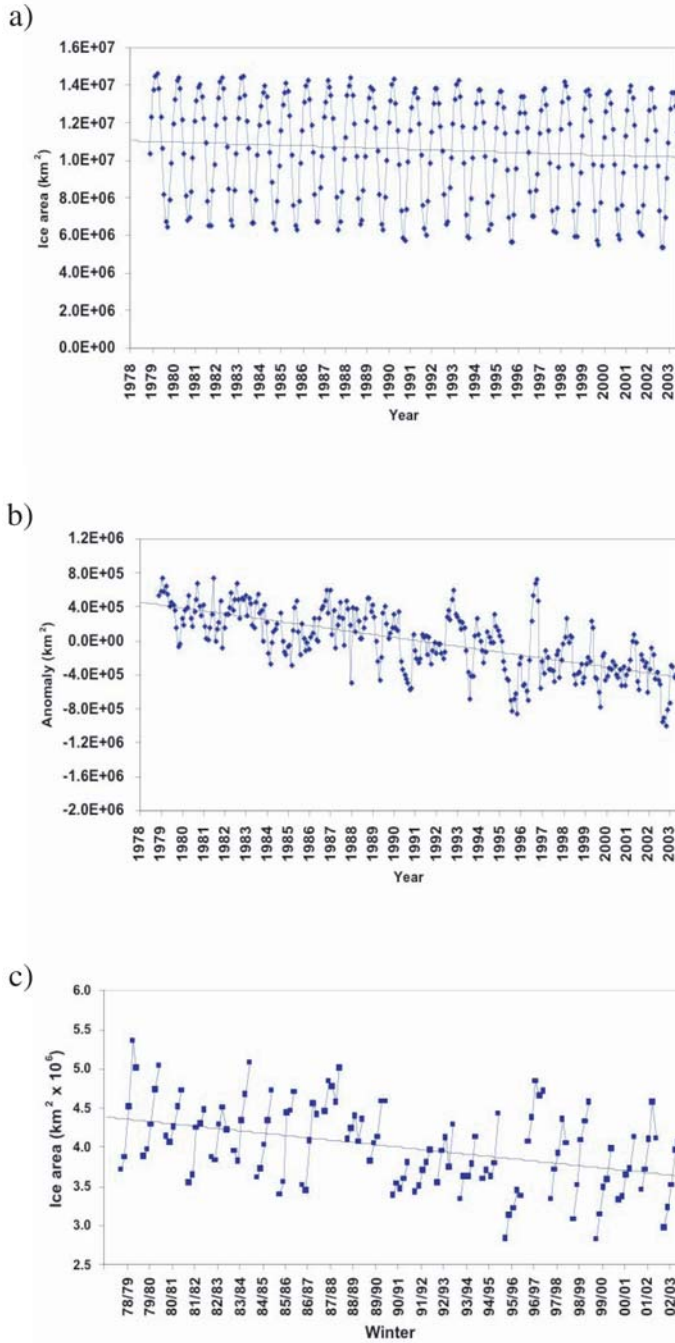 a)
1.6E+07
1.4E+07
1.2E+07
1.0E+07
8.0E+06
6.0E+06
4.0E+06
2.0E+06
0.0E+00
Ice area (km²)
1978 1979 1980 1981 1982 1983 1984 1985 1986 1987 1988 1989 1990 1991 1992 1993 1994 1995 1996 1997 1998 1999 2000 2001 2002 2003
Year
b)
1.2E+06
8.0E+05
4.0E+05
0.0E+00
-4.0E+05
-8.0E+05
-1.2E+06
-1.6E+06
-2.0E+06
Anomaly (km²)
1978 1979 1980 1981 1982 1983 1984 1985 1986 1987 1988 1989 1990 1991 1992 1993 1994 1995 1996 1997 1998 1999 2000 2001 2002 2003
Year
c)
6.0
5.5
5.0
4.5
4.0
3.5
3.0
2.5
Ice area (km² x 10⁶)
78/79 79/80 80/81 81/82 82/83 83/84 84/85 85/86 86/87 87/88 88/89 89/90 90/91 91/92 92/93 93/94 94/95 95/96 96/97 97/98 98/99 99/00 00/01 01/02 02/03
Winter